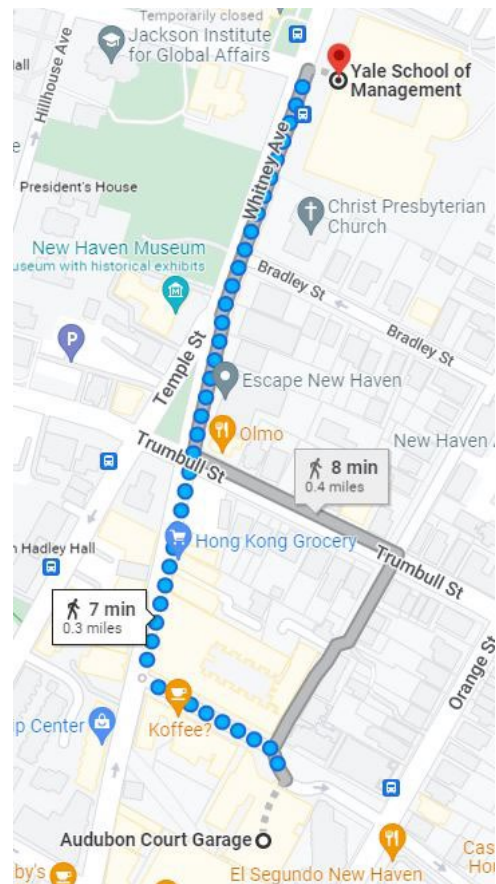 Temporarily closed
Jackson Institute
for Global Affairs
Hillhouse Ave
Yale School of
Management
Whitney Ave
President's House
Christ Presbyterian
Church
New Haven Museum
useum with historical exhibits
Bradley St
Bradley St
P
Temple St
Escape New Haven
Olmo
Trumbull St
New Haven
8 min
0.4 miles
Hong Kong Grocery
Hadley Hall
Trumbull St
7 min
0.3 miles
Orange St
Koffee?
p Center
Audubon Court Garage
by's
El Segundo New Haven
Cas
Ho